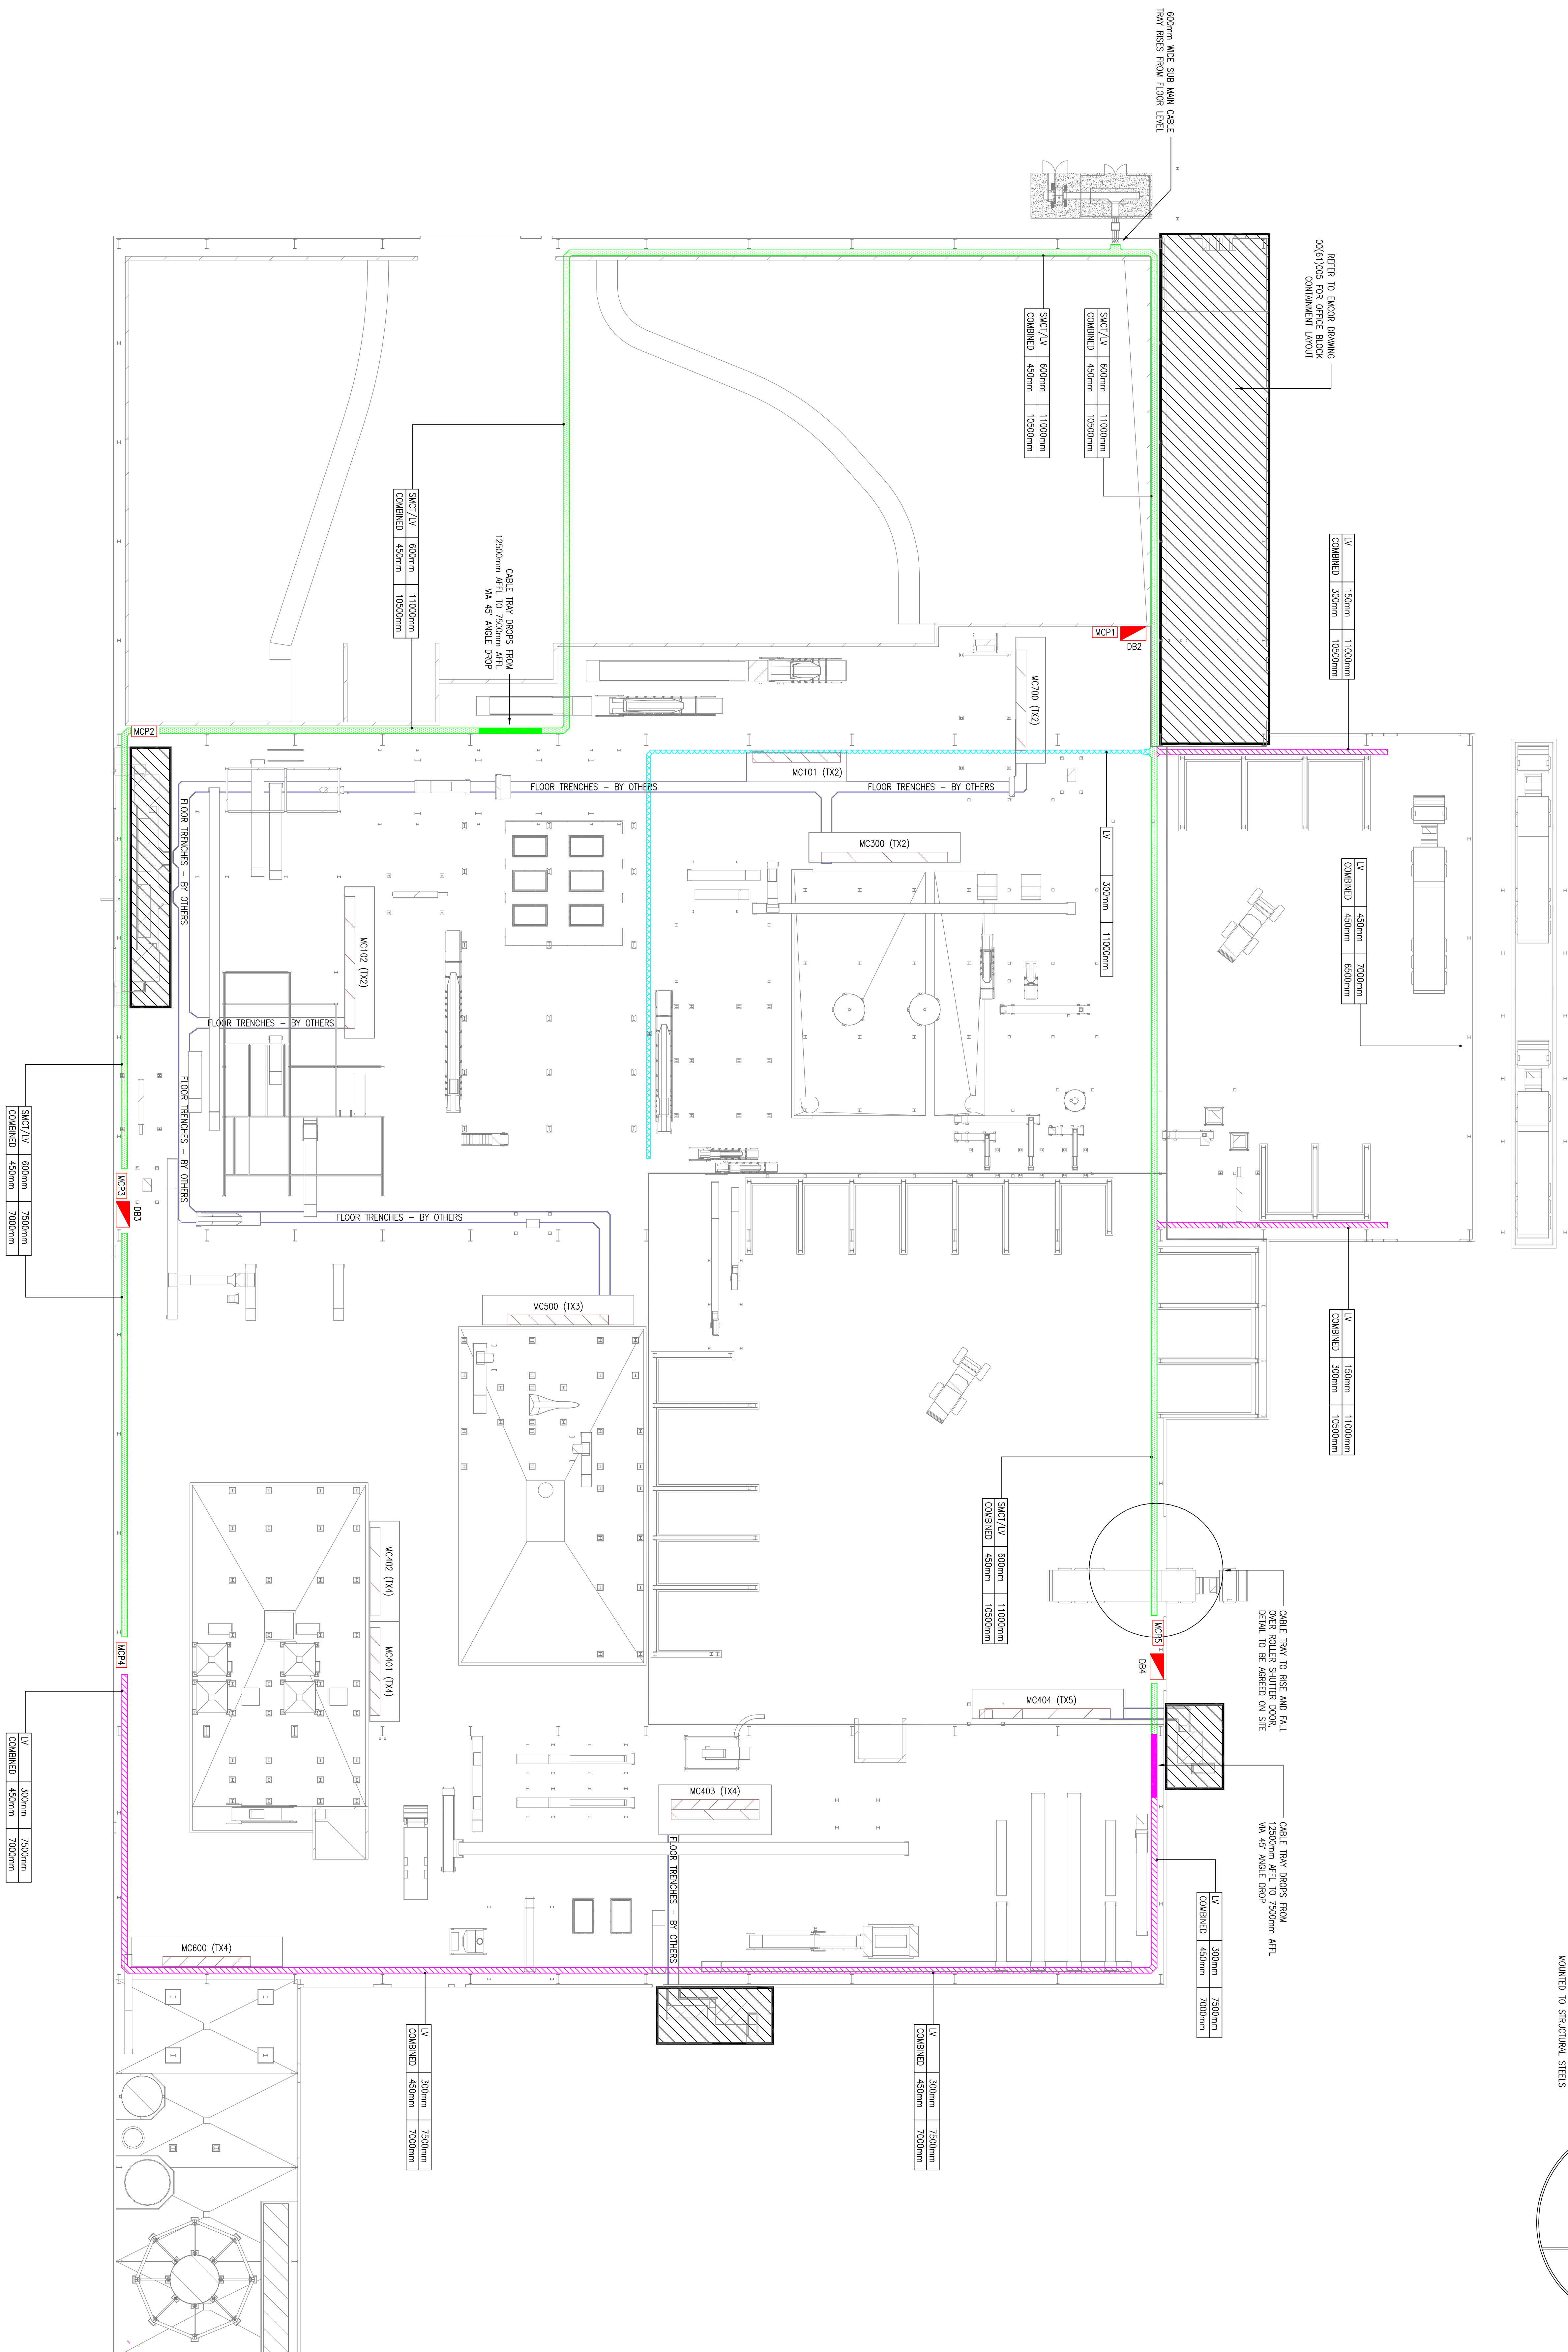 600mm WIDE SUB MAIN CABLE
TRAY RISES FROM FLOOR LEVEL
REFER TO EMCOR DRAWING
00(61)005 FOR OFFICE BLOCK
CONTAINMENT LAYOUT
SMCT/LV 600mm 11000mm
COMBINED 450mm 10500mm
SMCT/LV 600mm 11000mm
COMBINED 450mm 10500mm
SMCT/LV 600mm 11000mm
COMBINED 450mm 10500mm
CABLE TRAY DROPS FROM
12500mm AFFL TO 7500mm AFFL
VIA 45° ANGLE DROP
LV 150mm 11000mm
COMBINED 300mm 10500mm
MCP1
DB2
MC700 (TX2)
MCP2
MC101 (TX2)
FLOOR TRENCHES - BY OTHERS
FLOOR TRENCHES - BY OTHERS
FLOOR TRENCHES - BY OTHERS
MC300 (TX2)
LV 300mm 11000mm
LV 450mm 7000mm
COMBINED 450mm 6500mm
MC102 (TX2)
FLOOR TRENCHES - BY OTHERS
FLOOR TRENCHES - BY OTHERS
SMCT/LV 600mm 7500mm
COMBINED 450mm 7000mm
MCP3
DB3
FLOOR TRENCHES - BY OTHERS
MC500 (TX3)
LV 150mm 11000mm
COMBINED 300mm 10500mm
SMCT/LV 600mm 11000mm
COMBINED 450mm 10500mm
CABLE TRAY TO RISE AND FALL
OVER ROLLER SHUTTER DOOR,
DETAIL TO BE AGREED ON SITE
MCP5
DB4
MC402 (TX4)
MC401 (TX4)
MCP4
MC404 (TX5)
MC403 (TX4)
CABLE TRAY DROPS FROM
12500mm AFFL TO 7500mm AFFL
VIA 45° ANGLE DROP
LV 300mm 7500mm
COMBINED 450mm 7000mm
LV 300mm 7500mm
COMBINED 450mm 7000mm
FLOOR TRENCHES - BY OTHERS
MC600 (TX4)
LV 300mm 7500mm
COMBINED 450mm 7000mm
LV 300mm 7500mm
COMBINED 450mm 7000mm
MOUNTED TO STRUCTURAL STEELS